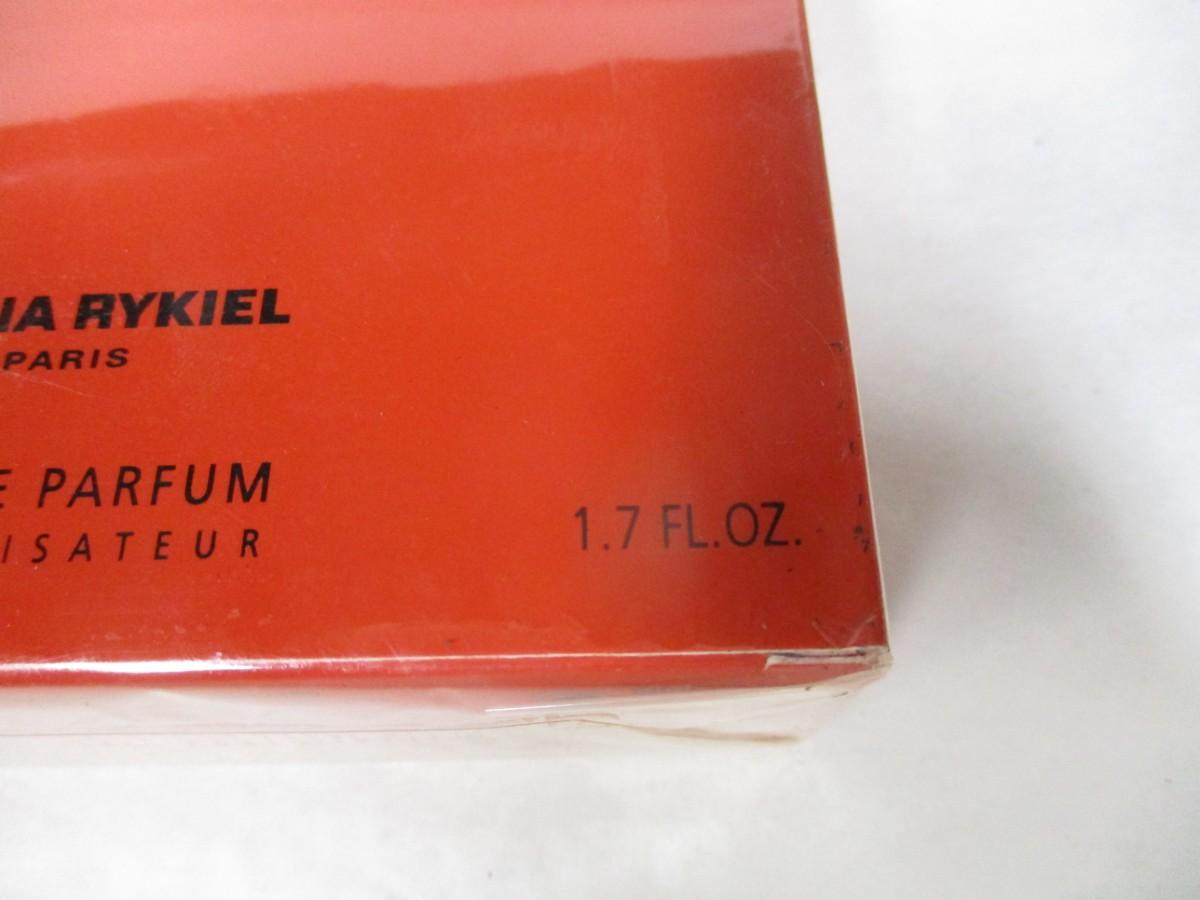 IA RYKIEL
PARIS
E PARFUM
ISATEUR
1.7 FL.OZ.